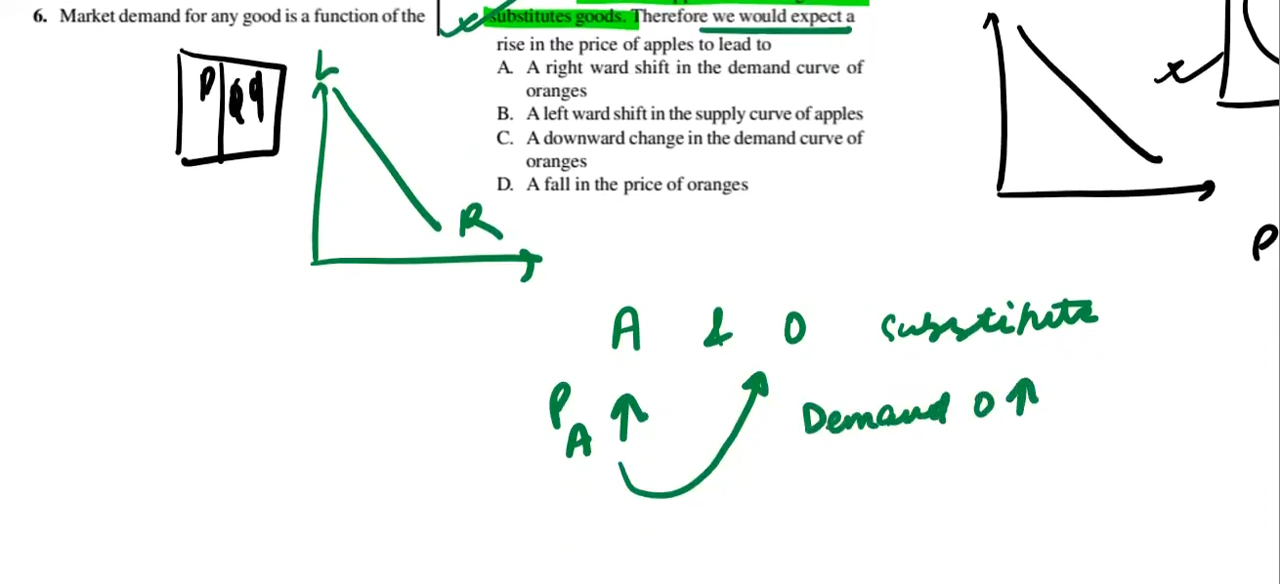 6. Market demand for any good is a function of the
substitutes goods. Therefore we would expect a
rise in the price of apples to lead to
A. A right ward shift in the demand curve of
oranges
B. A left ward shift in the supply curve of apples
C. A downward change in the demand curve of
oranges
D. A fall in the price of oranges
L
R
A & O Substitute
P A ↑
Demand O ↑
P